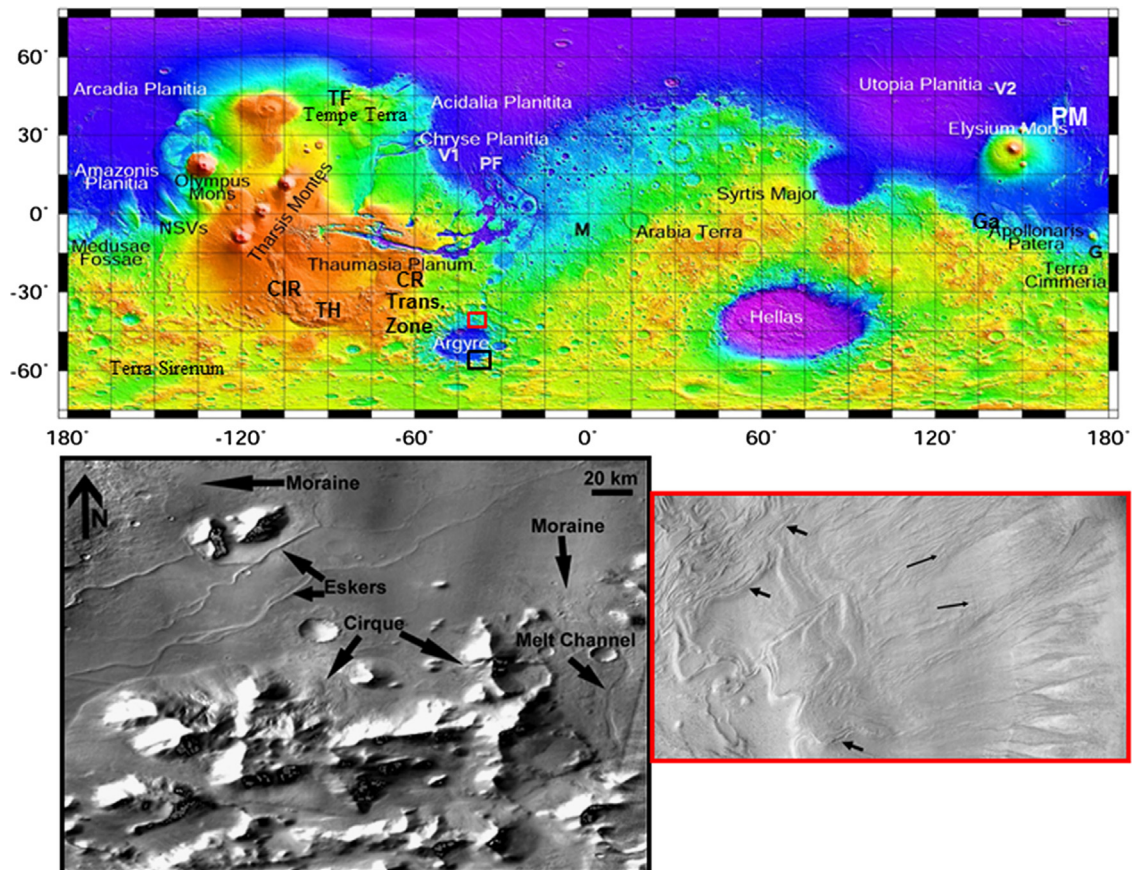 60°
30°
0°
-30°
-60°
Arcadia Planitia
TF
Tempe Terra
Acidalia Planitita
Utopia Planitia
V2
PM
Chryse Planitia
V1
PF
Elysium Mons
Amazonis
Planitia
Olympus
Mons
Tharsis Montes
NSVs
Medusae
Fossae
Syrtis Major
M
Arabia Terra
Ga
Apollonaris
Patera
G
Terra
Cimmeria
Thaumasia Planum
CIR
TH
CR
Trans.
Zone
Argyre
Hellas
Terra Sirenum
180°
-120°
-60°
0°
60°
120°
180°
N
Moraine
20 km
Moraine
Eskers
Cirque
Melt Channel